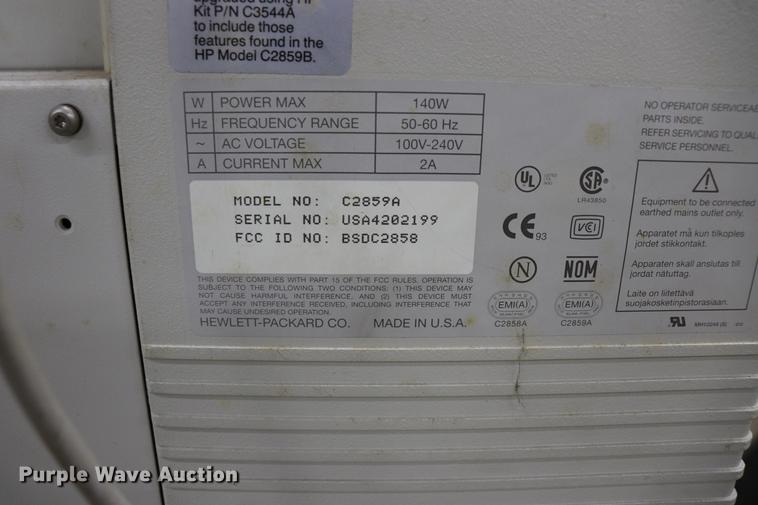 Kit P/N C3544A
to include those
features found in the
HP Model C2859B.
W POWER MAX 140W
Hz FREQUENCY RANGE 50-60 Hz
~ AC VOLTAGE 100V-240V
A CURRENT MAX 2A
MODEL NO: C2859A
SERIAL NO: USA4202199
FCC ID NO: BSDC2858
THIS DEVICE COMPLIES WITH PART 15 OF THE FCC RULES. OPERATION IS
SUBJECT TO THE FOLLOWING TWO CONDITIONS: (1) THIS DEVICE MAY
NOT CAUSE HARMFUL INTERFERENCE, AND (2) THIS DEVICE MUST
ACCEPT ANY INTERFERENCE RECEIVED, INCLUDING INTERFERENCE THAT
MAY CAUSE UNDESIRED OPERATION.
HEWLETT-PACKARD CO. MADE IN U.S.A.
UL
LR43850
CE 93
VCCI
N
NOM
EMI(A) EMI(A)
C2858A C2859A
NO OPERATOR
PARTS INSIDE.
REFER SERVICING TO
SERVICE PERSONNEL.
Equipment to be connected
earthed mains outlet only.
Apparatet må kun tilkoples
jordet stikkontakt.
Apparaten skall anslutas till
jordat nätuttag.
Laite on liitettävä
suojakosketinpistorasiaan.
Purple Wave Auction